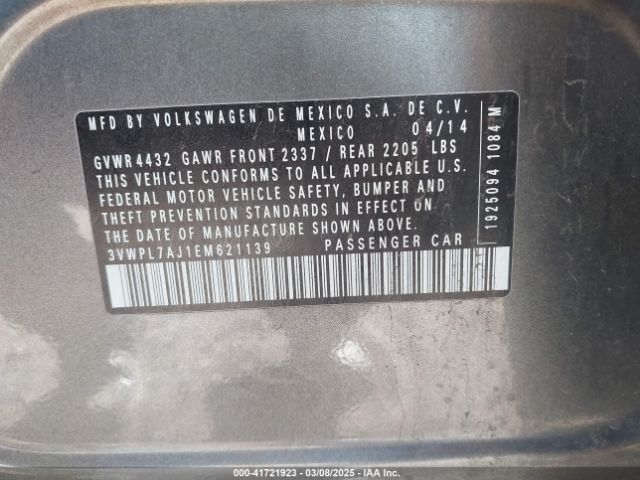 MFD BY VOLKSWAGEN DE MEXICO S.A. DE C.V.
MEXICO 04/14
GVWR4432 GAWR FRONT 2337 / REAR 2205 LBS
THIS VEHICLE CONFORMS TO ALL APPLICABLE U.S.
FEDERAL MOTOR VEHICLE SAFETY, BUMPER AND
THEFT PREVENTION STANDARDS IN EFFECT ON
THE DATE OF MANUFACTURE SHOWN ABOVE.
3VWPL7AJ1EM621139 PASSENGER CAR
1925094 1084 M
000-41721923 - 03/08/2025 - IAA Inc.